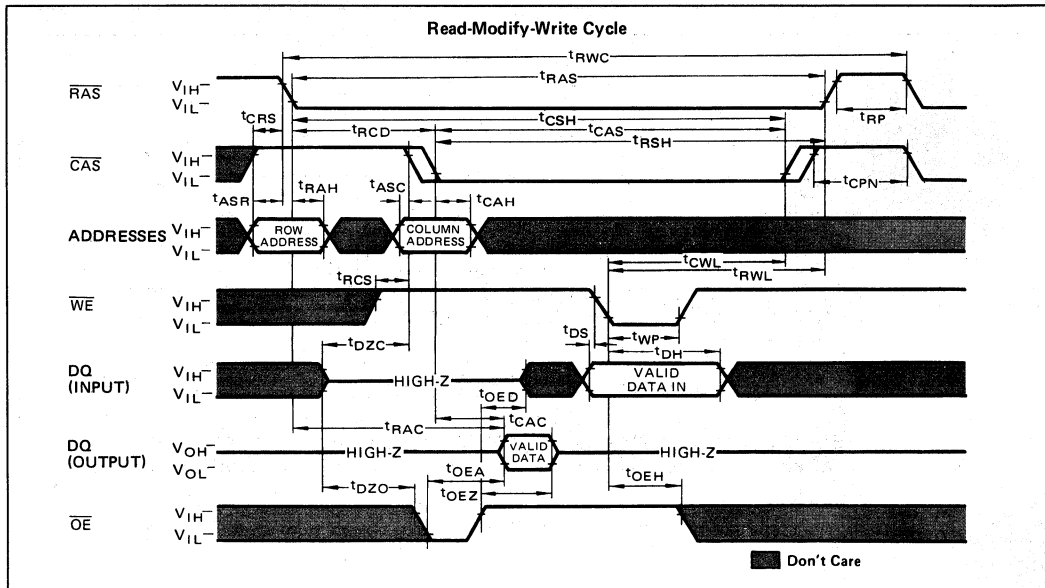 Read-Modify-Write Cycle
tRWC
tRAS
RAS
VIH–
VIL–
tRP
tCRS
tCSH
tRCD
tCAS
tRSH
CAS
VIH–
VIL–
tCPN
tASR
tRAH
tASC
tCAH
ADDRESSES
VIH–
VIL–
ROW ADDRESS
COLUMN ADDRESS
tCWL
tRWL
tRCS
WE
VIH–
VIL–
tDS
tWP
tDZC
tDH
DQ (INPUT)
VIH–
VIL–
HIGH-Z
VALID DATA IN
tOED
tCAC
tRAC
DQ (OUTPUT)
VOH–
VOL–
HIGH-Z
VALID DATA
HIGH-Z
tOEA
tOEH
tDZO
tOEZ
OE
VIH–
VIL–
Don't Care